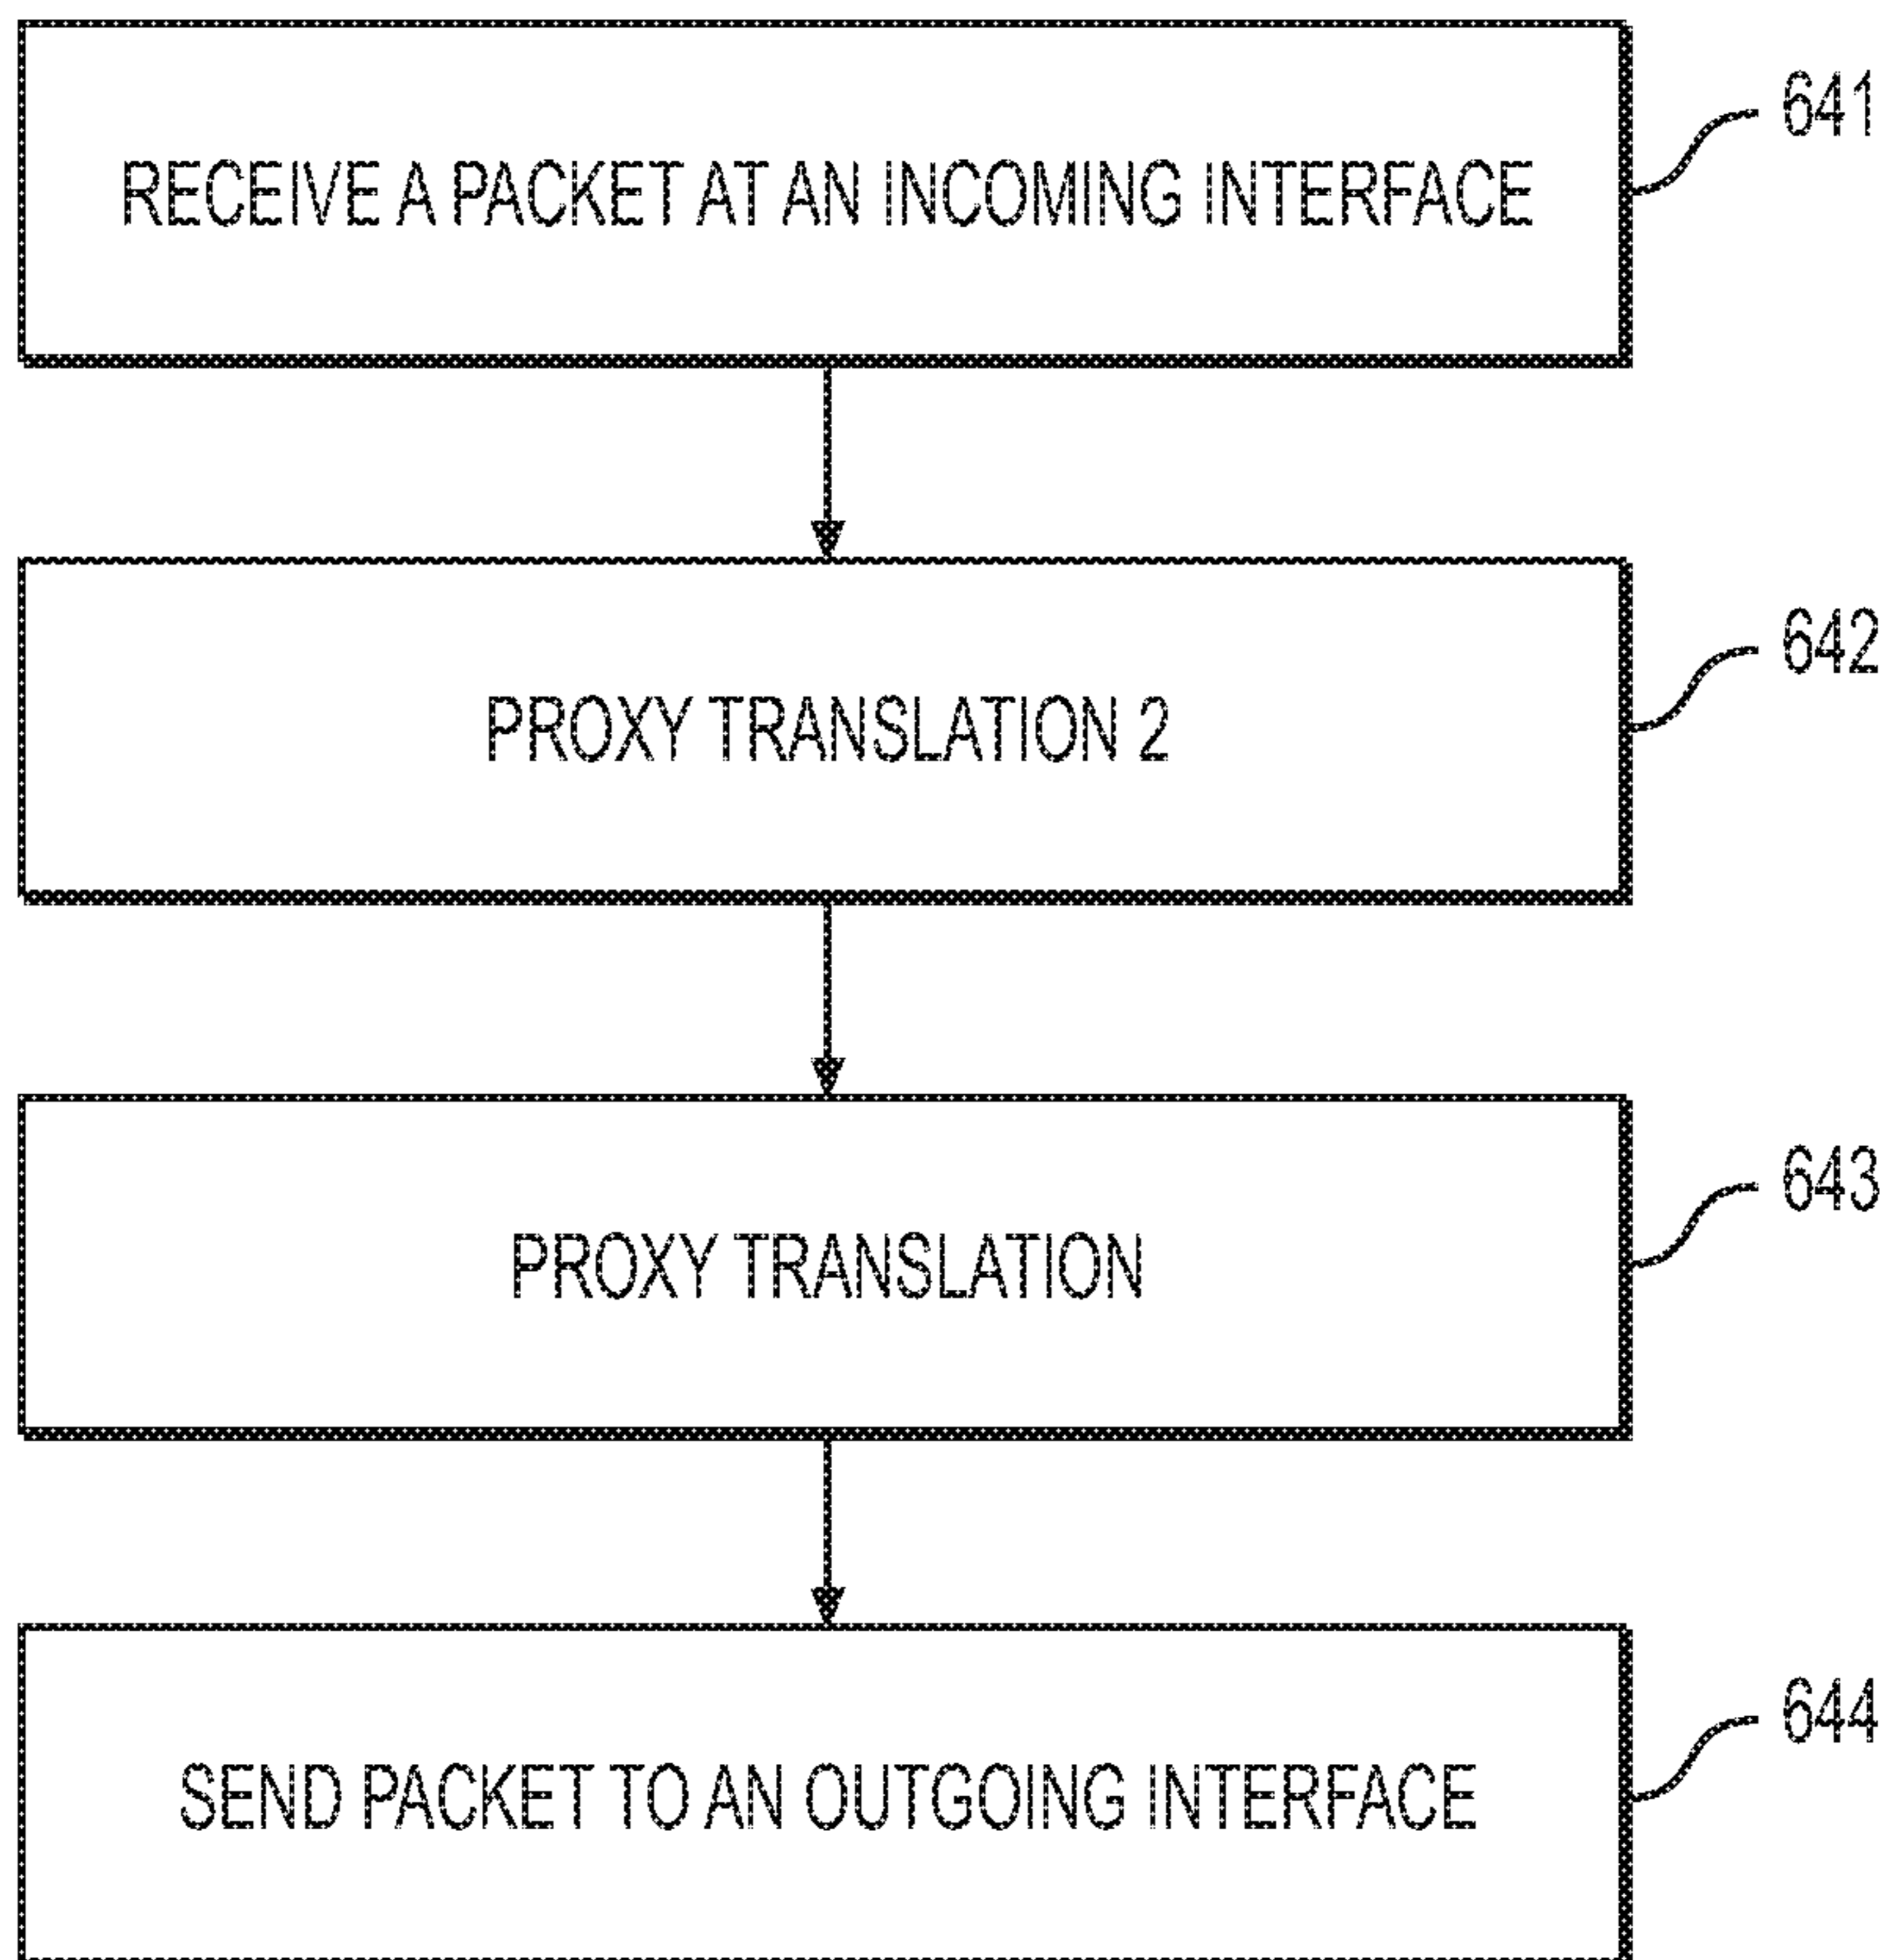 RECEIVE A PACKET AT AN INCOMING INTERFACE
641
PROXY TRANSLATION 2
642
PROXY TRANSLATION
643
SEND PACKET TO AN OUTGOING INTERFACE
644